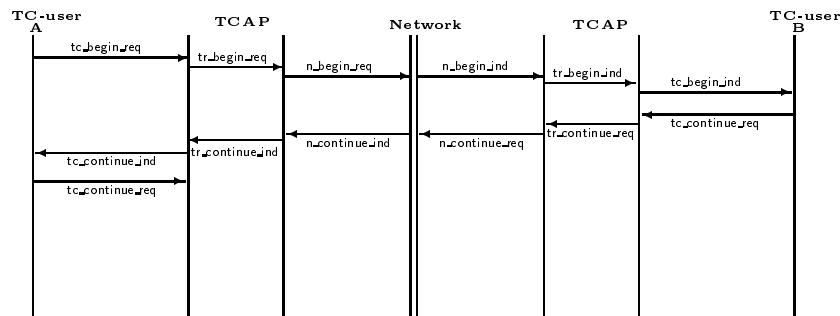 TC-user
A
TCAP
Network
TCAP
TC-user
B
tc_begin_req
tr_begin_req
n_begin_req
n_begin_ind
tr_begin_ind
tc_begin_ind
tc_continue_req
tr_continue_req
n_continue_req
n_continue_ind
tr_continue_ind
tc_continue_ind
tc_continue_req